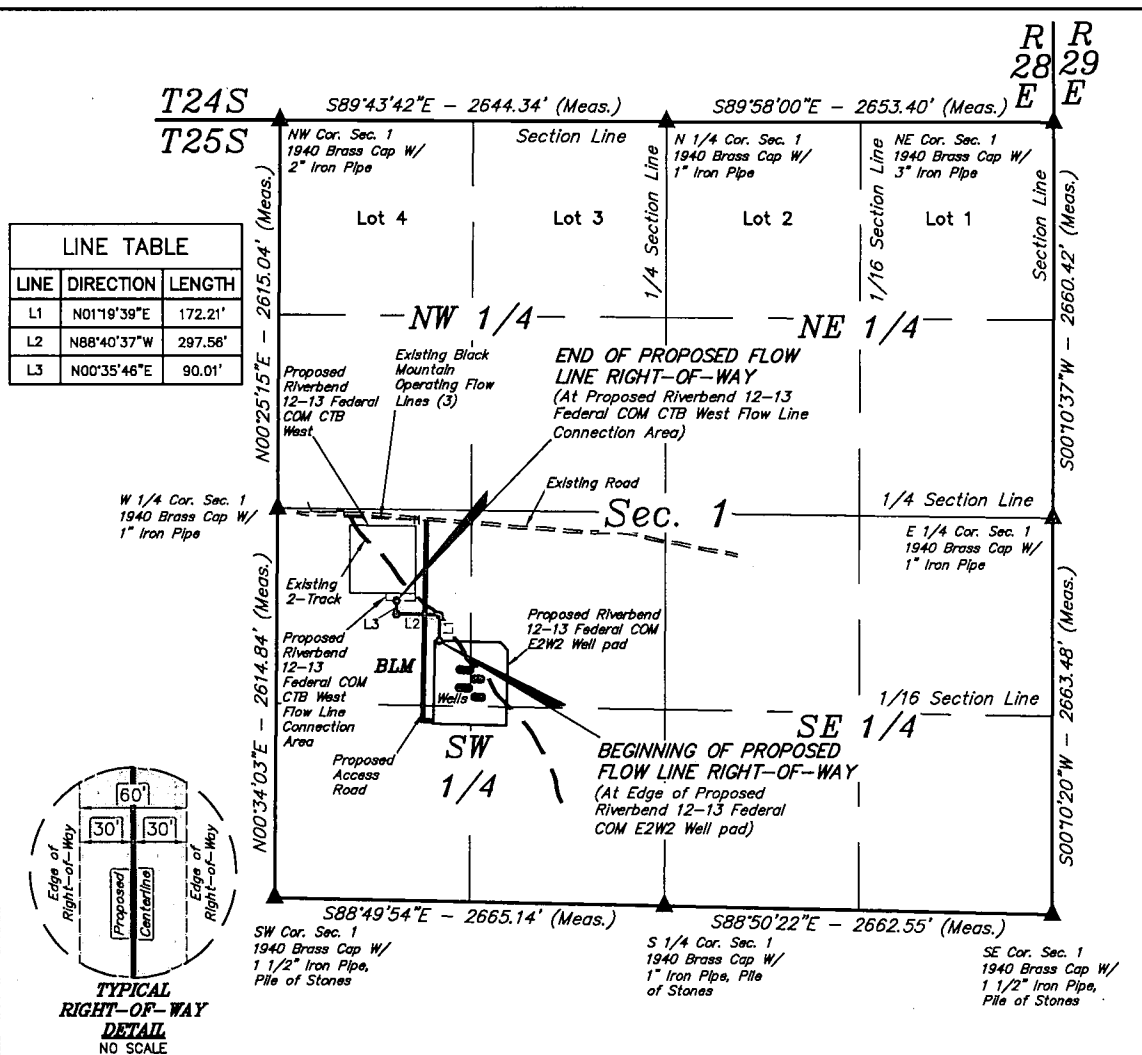 R R
28 29
E E
T24S
T25S
S89°43'42"E - 2644.34' (Meas.)
S89°58'00"E - 2653.40' (Meas.)
NW Cor. Sec. 1
1940 Brass Cap W/
2" Iron Pipe
Section Line
N 1/4 Cor. Sec. 1
1940 Brass Cap W/
1" Iron Pipe
NE Cor. Sec. 1
1940 Brass Cap W/
3" Iron Pipe
1/4 Section Line
1/16 Section Line
Section Line
Lot 4
Lot 3
Lot 2
Lot 1
N00°25'15"E - 2615.04' (Meas.)
S00°10'37"W - 2660.42' (Meas.)
LINE TABLE
LINE DIRECTION LENGTH
L1 N01°19'39"E 172.21'
L2 N88°40'37"W 297.56'
L3 N00°35'46"E 90.01'
NW 1/4
NE 1/4
Proposed
Riverbend
12-13 Federal
COM CTB
West
Existing Black
Mountain
Operating Flow
Lines (3)
END OF PROPOSED FLOW
LINE RIGHT-OF-WAY
(At Proposed Riverbend 12-13
Federal COM CTB West Flow Line
Connection Area)
Existing Road
W 1/4 Cor. Sec. 1
1940 Brass Cap W/
1" Iron Pipe
Sec. 1
1/4 Section Line
E 1/4 Cor. Sec. 1
1940 Brass Cap W/
1" Iron Pipe
Existing
2-Track
L3
L2
L1
Proposed Riverbend
12-13 Federal COM
E2W2 Well pad
Proposed
Riverbend
12-13
Federal COM
CTB West
Flow Line
Connection
Area
BLM
Wells
1/16 Section Line
N00°34'03"E - 2614.84' (Meas.)
S00°10'20"W - 2663.48' (Meas.)
SW
1/4
SE 1/4
Proposed
Access
Road
BEGINNING OF PROPOSED
FLOW LINE RIGHT-OF-WAY
(At Edge of Proposed
Riverbend 12-13 Federal
COM E2W2 Well pad)
60'
30' 30'
Edge of
Right-of-Way
Proposed
Centerline
Edge of
Right-of-Way
TYPICAL
RIGHT-OF-WAY
DETAIL
NO SCALE
S88°49'54"E - 2665.14' (Meas.)
S88°50'22"E - 2662.55' (Meas.)
SW Cor. Sec. 1
1940 Brass Cap W/
1 1/2" Iron Pipe,
Pile of Stones
S 1/4 Cor. Sec. 1
1940 Brass Cap W/
1" Iron Pipe, Pile
of Stones
SE Cor. Sec. 1
1940 Brass Cap W/
1 1/2" Iron Pipe,
Pile of Stones